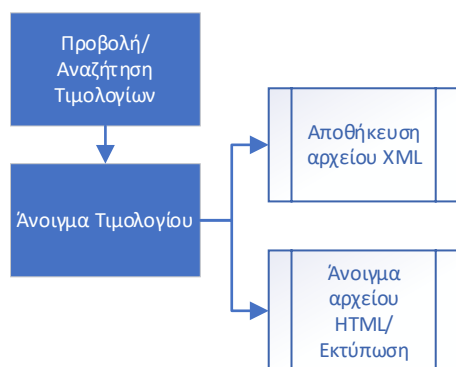 Προβολή/
Αναζήτηση
Τιμολογίων
Άνοιγμα Τιμολογίου
Αποθήκευση
αρχείου XML
Άνοιγμα
αρχείου
HTML/
Εκτύπωση